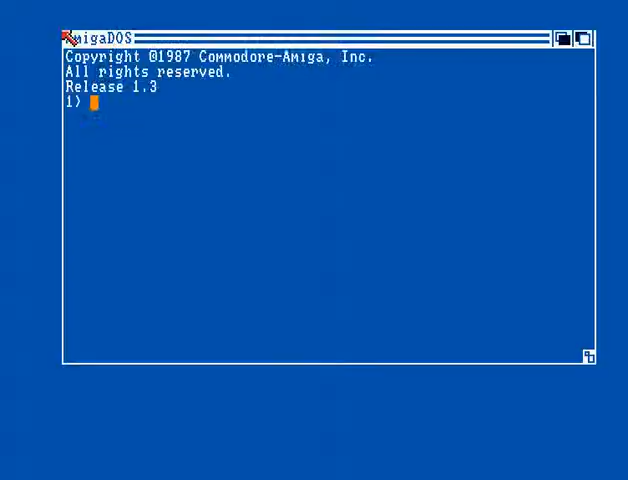 AmigaDOS
Copyright @1987 Commodore-Amiga, Inc.
All rights reserved.
Release 1.3
1>